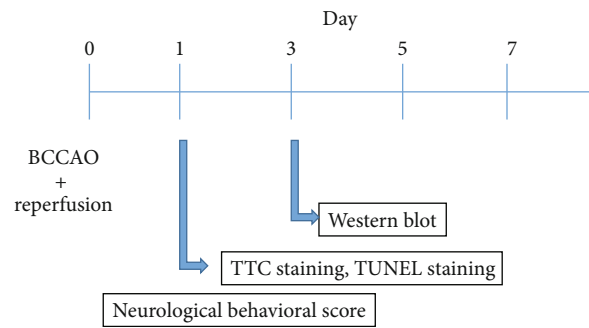 Day
0 1 3 5 7
BCCAO
+
reperfusion
Western blot
TTC staining, TUNEL staining
Neurological behavioral score